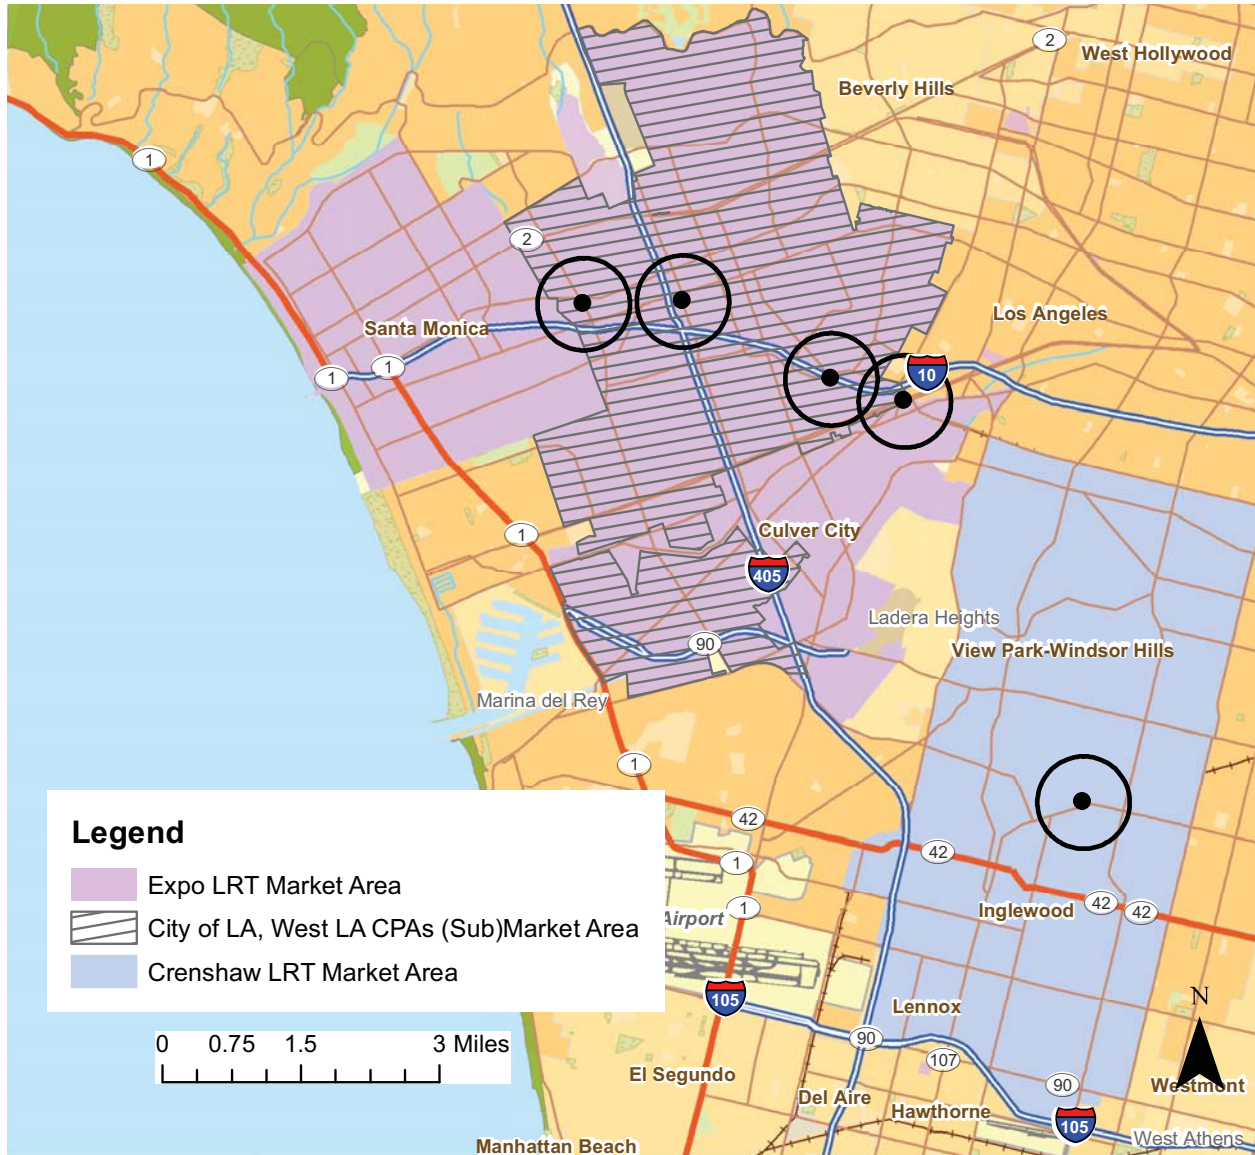 2
West Hollywood
Beverly Hills
1
2
Los Angeles
Santa Monica
1
1
10
1
Culver City
405
Ladera Heights
90
View Park-Windsor Hills
Marina del Rey
1
42
42
1
Legend
Expo LRT Market Area
City of LA, West LA CPAs (Sub)Market Area
Crenshaw LRT Market Area
1
Airport
Inglewood
42
42
105
Lennox
N
0 0.75 1.5 3 Miles
90
107
El Segundo
90
Westmont
Del Aire
Hawthorne
105
West Athens
Manhattan Beach